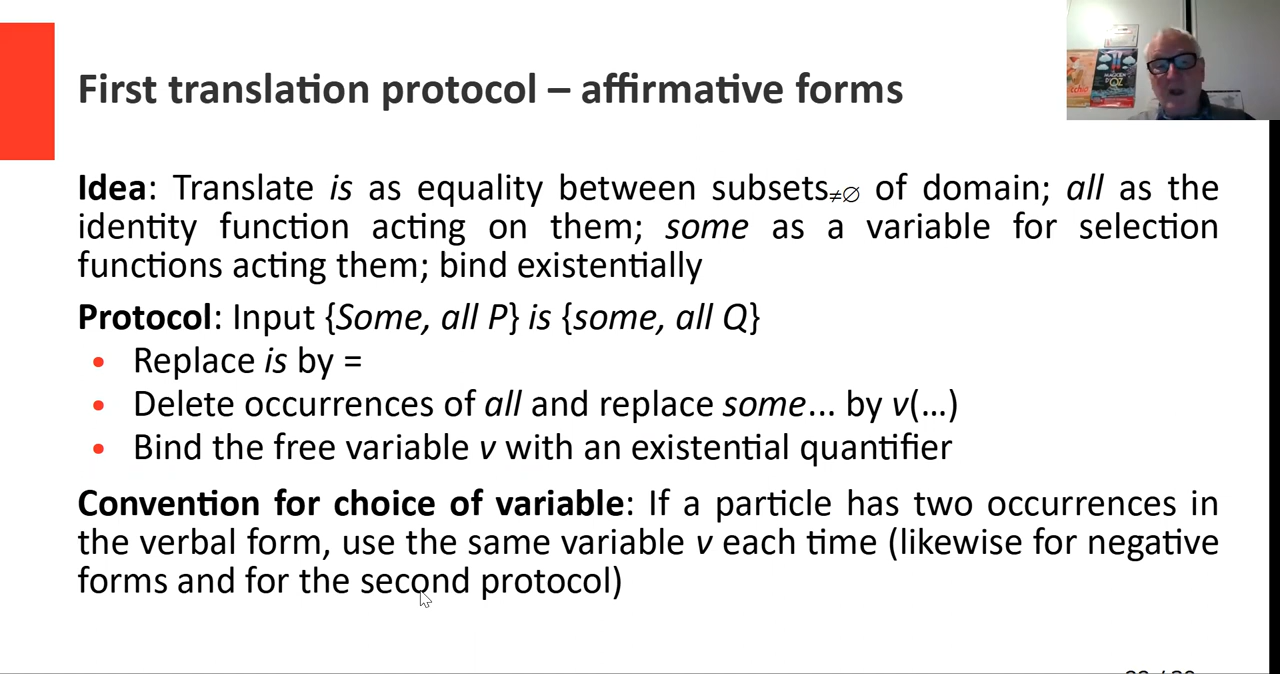 First translation protocol – affirmative forms
Idea: Translate is as equality between subsets≠∅ of domain; all as the
identity function acting on them; some as a variable for selection
functions acting them; bind existentially
Protocol: Input {Some, all P} is {some, all Q}
• Replace is by =
• Delete occurrences of all and replace some... by v(…)
• Bind the free variable v with an existential quantifier
Convention for choice of variable: If a particle has two occurrences in
the verbal form, use the same variable v each time (likewise for negative
forms and for the second protocol)